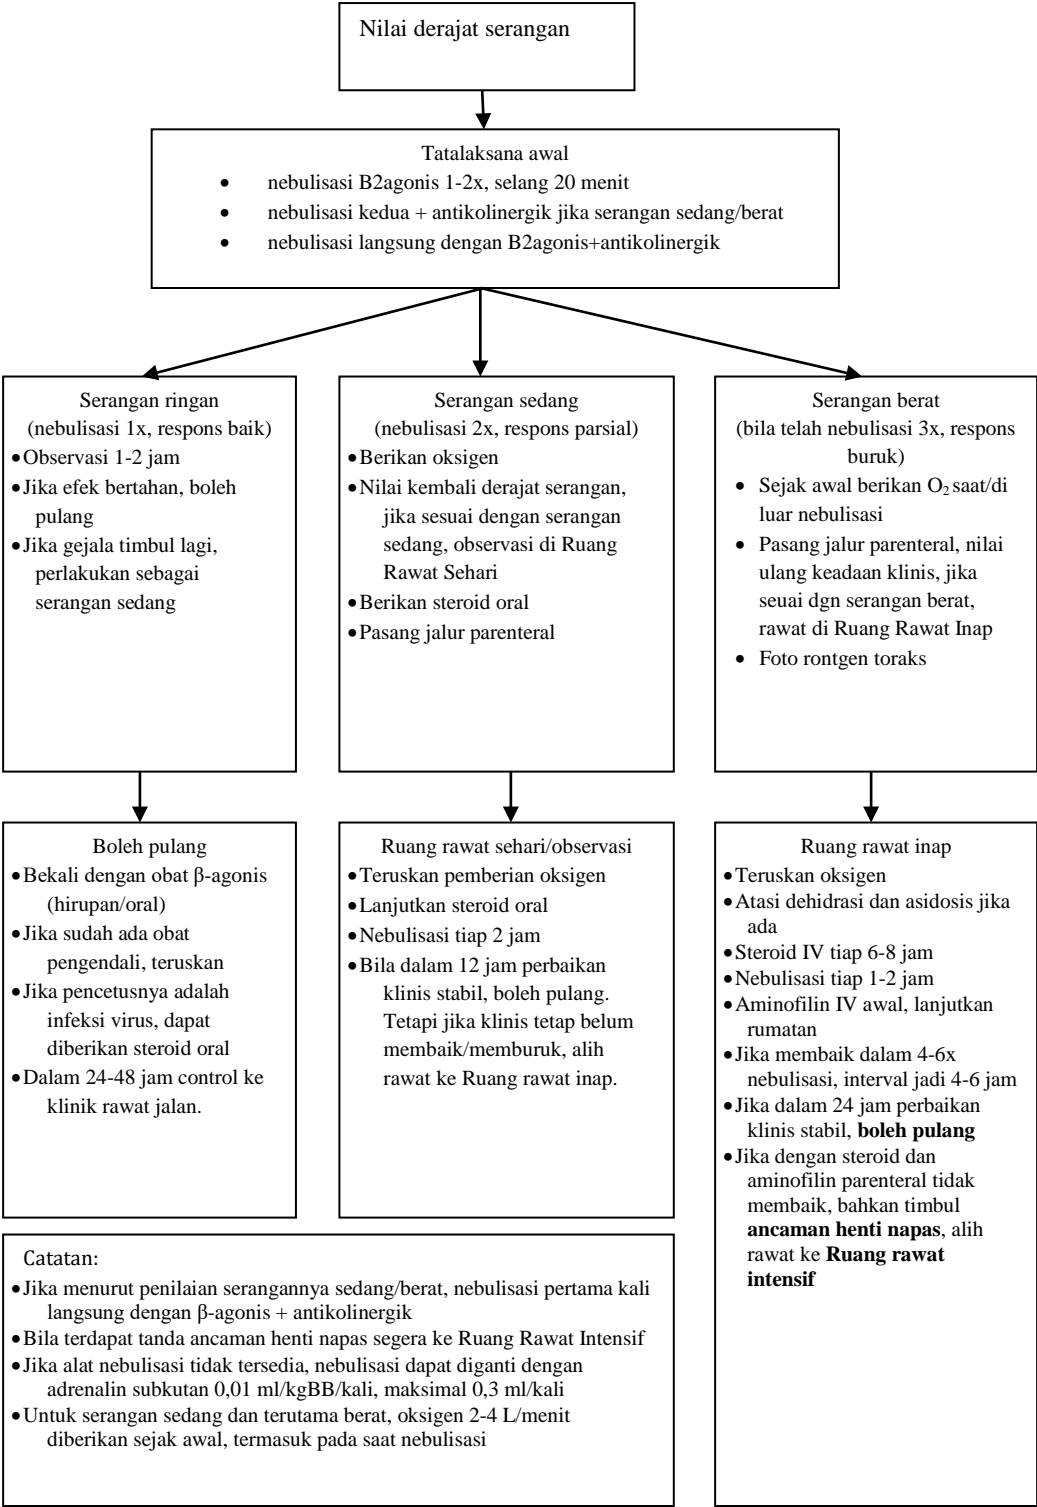 Nilai derajat serangan
Tatalaksana awal
• nebulisasi B2agonis 1-2x, selang 20 menit
• nebulisasi kedua + antikolinergik jika serangan sedang/berat
• nebulisasi langsung dengan B2agonis+antikolinergik
Serangan ringan
(nebulisasi 1x, respons baik)
•Observasi 1-2 jam
•Jika efek bertahan, boleh
pulang
•Jika gejala timbul lagi,
perlakukan sebagai
serangan sedang
Serangan sedang
(nebulisasi 2x, respons parsial)
•Berikan oksigen
•Nilai kembali derajat serangan,
jika sesuai dengan serangan
sedang, observasi di Ruang
Rawat Sehari
•Berikan steroid oral
•Pasang jalur parenteral
Serangan berat
(bila telah nebulisasi 3x, respons
buruk)
• Sejak awal berikan O₂ saat/di
luar nebulisasi
• Pasang jalur parenteral, nilai
ulang keadaan klinis, jika
seuai dgn serangan berat,
rawat di Ruang Rawat Inap
• Foto rontgen toraks
Boleh pulang
•Bekali dengan obat β-agonis
(hirupan/oral)
•Jika sudah ada obat
pengendali, teruskan
•Jika pencetusnya adalah
infeksi virus, dapat
diberikan steroid oral
•Dalam 24-48 jam control ke
klinik rawat jalan.
Ruang rawat sehari/observasi
•Teruskan pemberian oksigen
•Lanjutkan steroid oral
•Nebulisasi tiap 2 jam
•Bila dalam 12 jam perbaikan
klinis stabil, boleh pulang.
Tetapi jika klinis tetap belum
membaik/memburuk, alih
rawat ke Ruang rawat inap.
Ruang rawat inap
•Teruskan oksigen
•Atasi dehidrasi dan asidosis jika
ada
•Steroid IV tiap 6-8 jam
•Nebulisasi tiap 1-2 jam
•Aminofilin IV awal, lanjutkan
rumatan
•Jika membaik dalam 4-6x
nebulisasi, interval jadi 4-6 jam
•Jika dalam 24 jam perbaikan
klinis stabil, boleh pulang
•Jika dengan steroid dan
aminofilin parenteral tidak
membaik, bahkan timbul
ancaman henti napas, alih
rawat ke Ruang rawat
intensif
Catatan:
•Jika menurut penilaian serangannya sedang/berat, nebulisasi pertama kali
langsung dengan β-agonis + antikolinergik
•Bila terdapat tanda ancaman henti napas segera ke Ruang Rawat Intensif
•Jika alat nebulisasi tidak tersedia, nebulisasi dapat diganti dengan
adrenalin subkutan 0,01 ml/kgBB/kali, maksimal 0,3 ml/kali
•Untuk serangan sedang dan terutama berat, oksigen 2-4 L/menit
diberikan sejak awal, termasuk pada saat nebulisasi